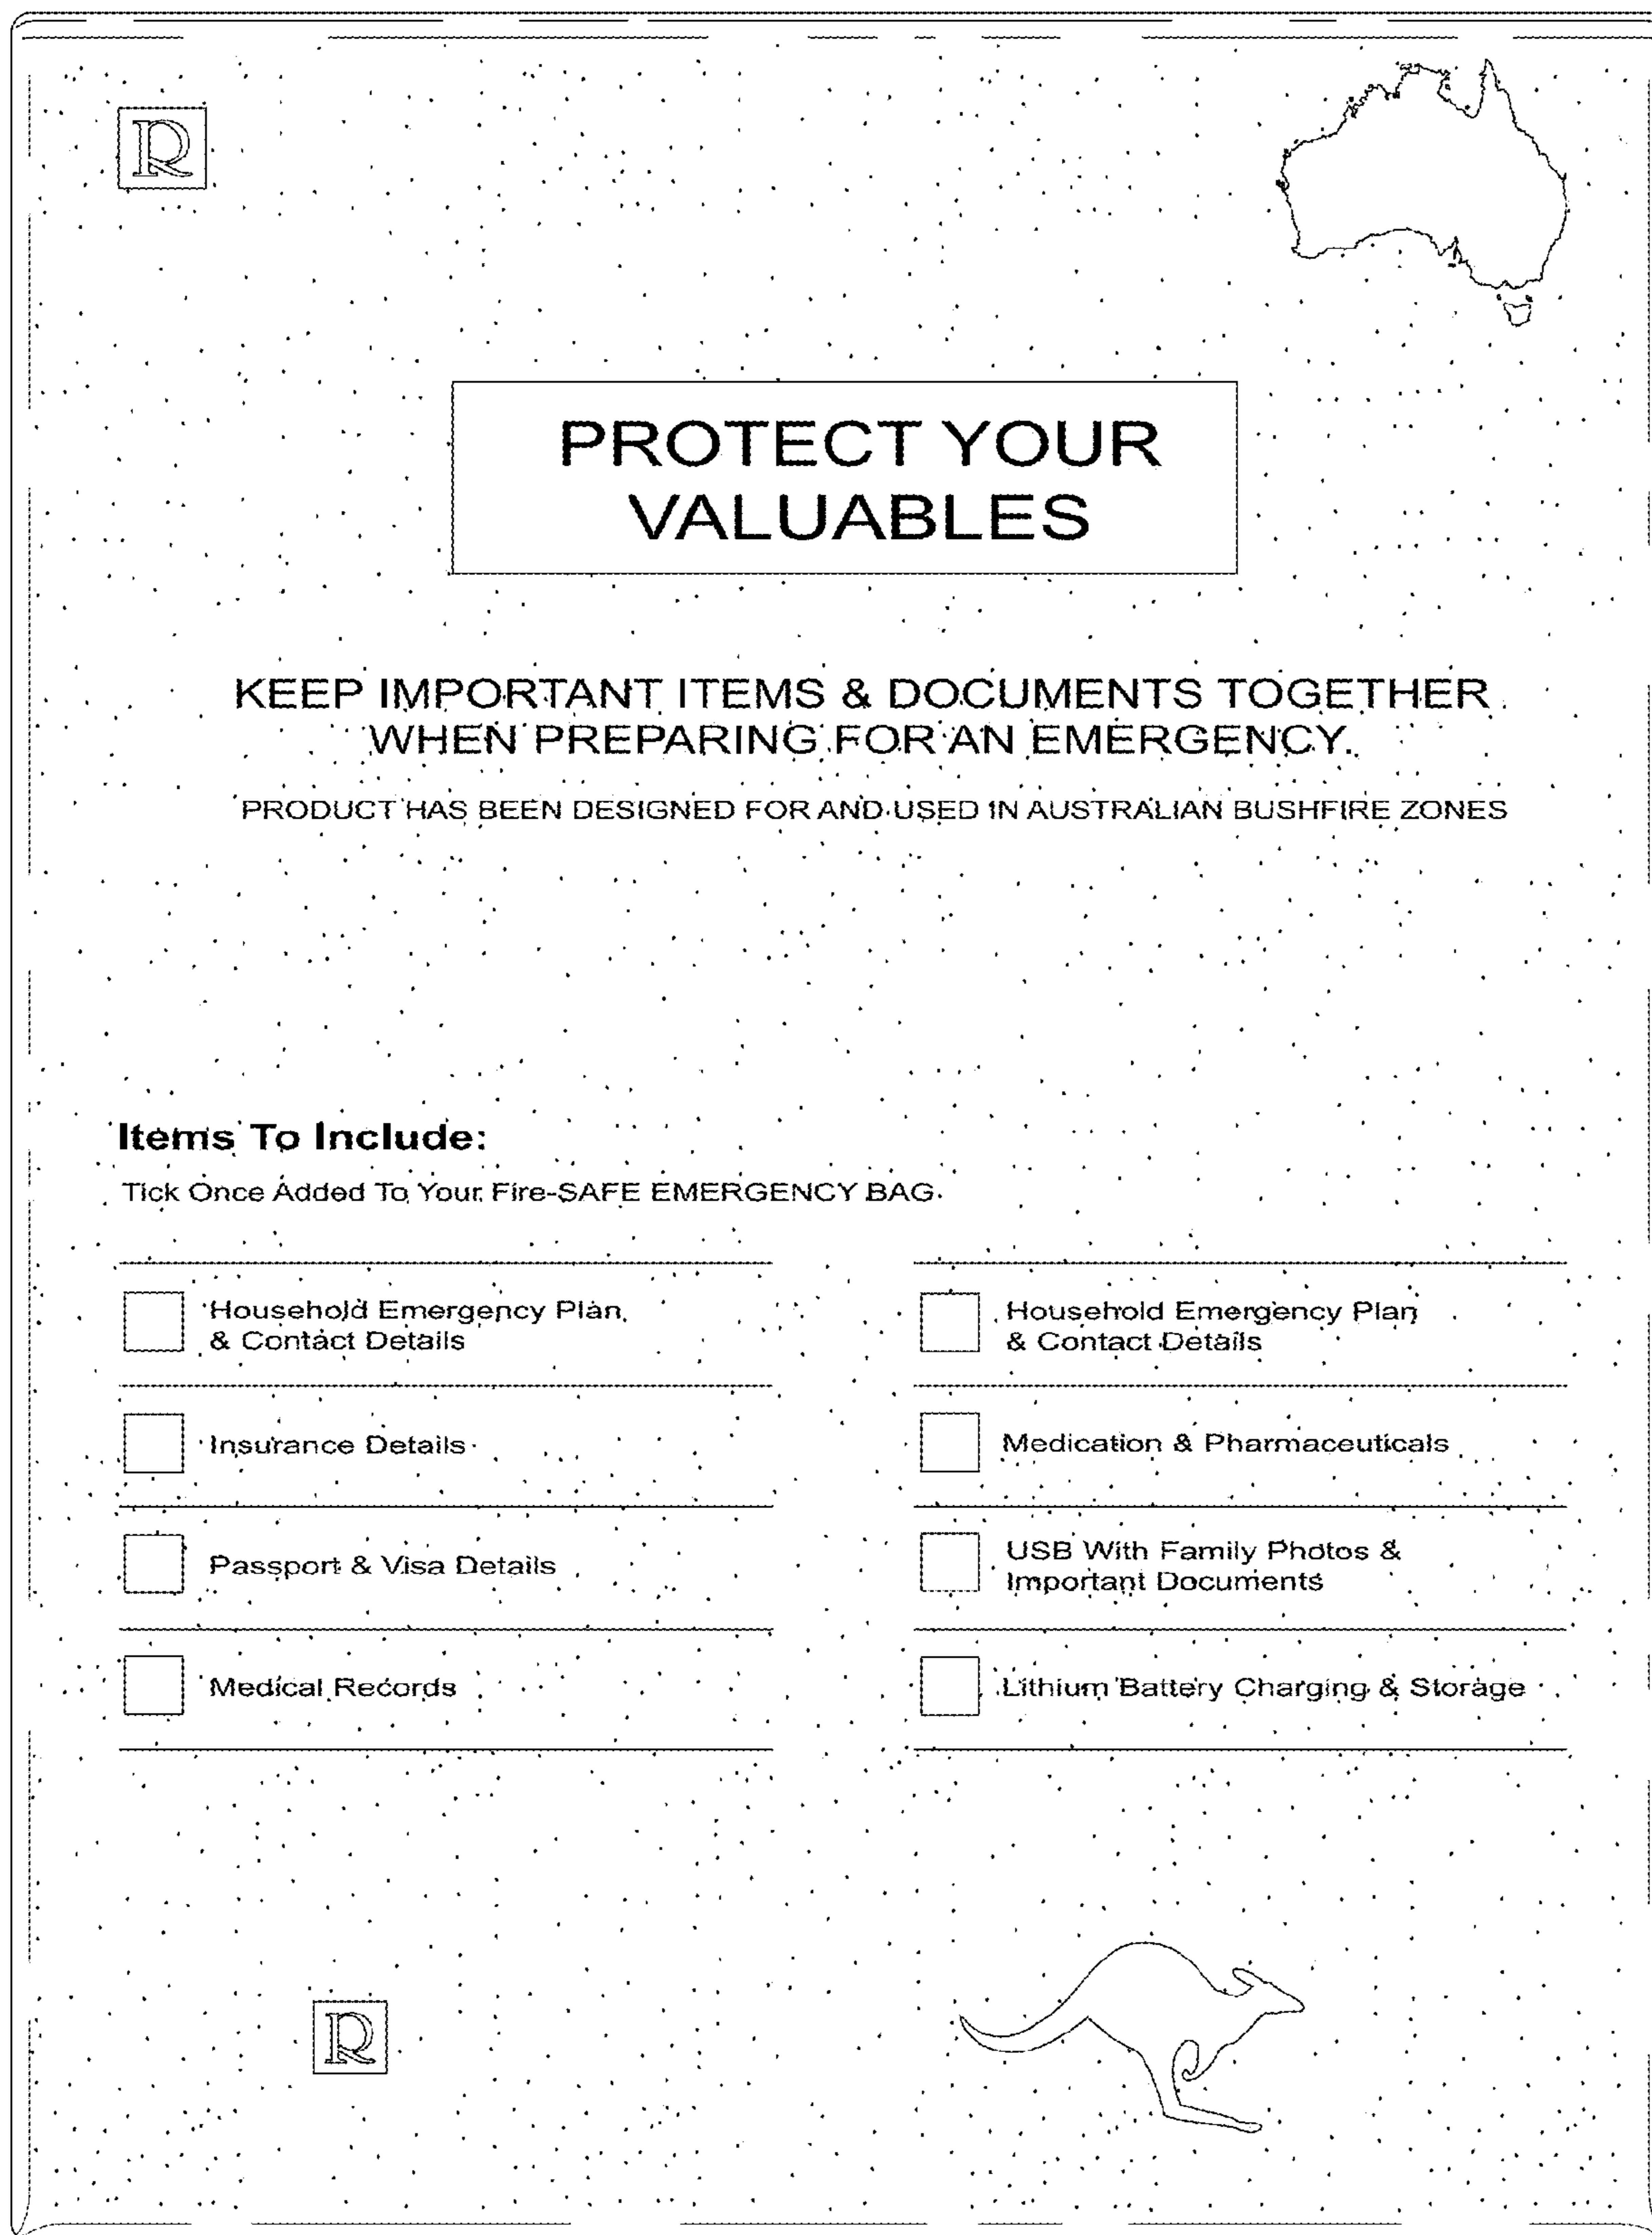 R
PROTECT YOUR
VALUABLES
KEEP IMPORTANT ITEMS & DOCUMENTS TOGETHER
WHEN PREPARING FOR AN EMERGENCY.
PRODUCT HAS BEEN DESIGNED FOR AND USED IN AUSTRALIAN BUSHFIRE ZONES
Items To Include:
Tick Once Added To Your Fire-SAFE EMERGENCY BAG
Household Emergency Plan
& Contact Details
Insurance Details
Passport & Visa Details
Medical Records
Household Emergency Plan
& Contact Details
Medication & Pharmaceuticals
USB With Family Photos &
Important Documents
Lithium Battery Charging & Storage
R